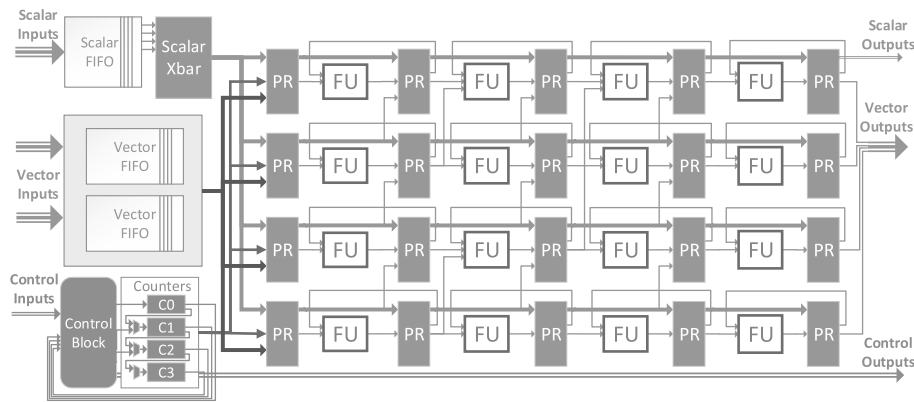 Scalar
Inputs
Scalar
FIFO
Scalar
Xbar
Scalar
Outputs
PR FU PR FU PR FU PR FU PR
Vector
Outputs
Vector
FIFO
Vector
Inputs
PR FU PR FU PR FU PR FU PR
Vector
FIFO
PR FU PR FU PR FU PR FU PR
Control
Inputs
Counters
Control
Block
C0
C1
C2
C3
PR FU PR FU PR FU PR FU PR
Control
Outputs